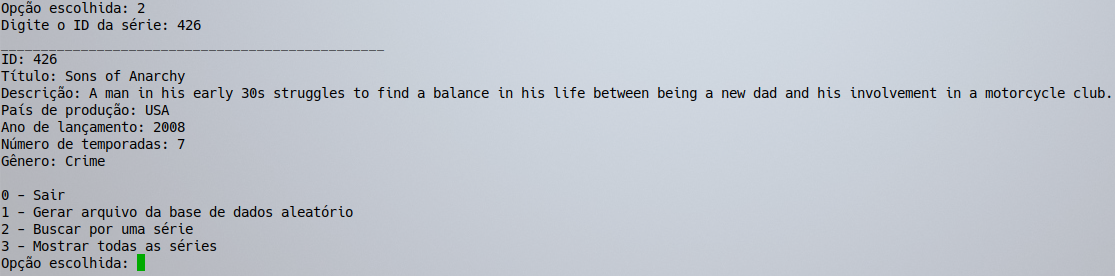 Opção escolhida: 2
Digite o ID da série: 426
________________________________________________
ID: 426
Título: Sons of Anarchy
Descrição: A man in his early 30s struggles to find a balance in his life between being a new dad and his involvement in a motorcycle club.
País de produção: USA
Ano de lançamento: 2008
Número de temporadas: 7
Gênero: Crime
0 - Sair
1 - Gerar arquivo da base de dados aleatório
2 - Buscar por uma série
3 - Mostrar todas as séries
Opção escolhida: